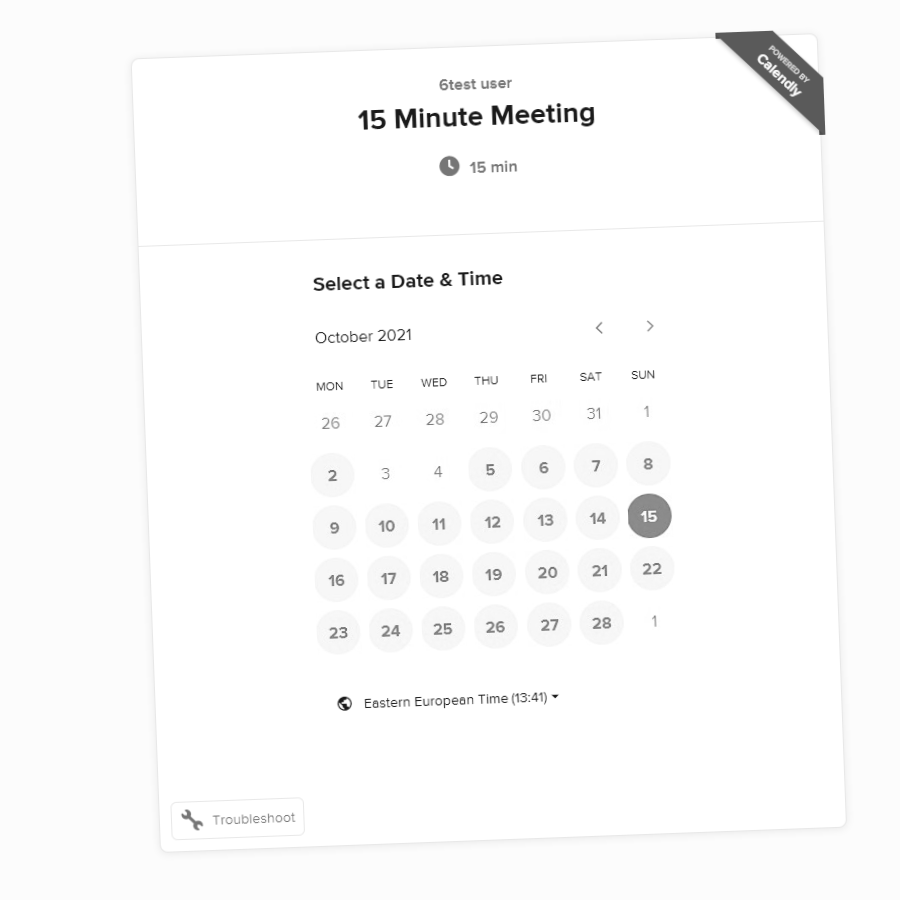 POWERED BY
Calendly
6test user
15 Minute Meeting
15 min
Select a Date & Time
October 2021
MON TUE WED THU FRI SAT SUN
26 27 28 29 30 31 1
2 3 4 5 6 7 8
9 10 11 12 13 14 15
16 17 18 19 20 21 22
23 24 25 26 27 28 1
Eastern European Time (13:41)
Troubleshoot